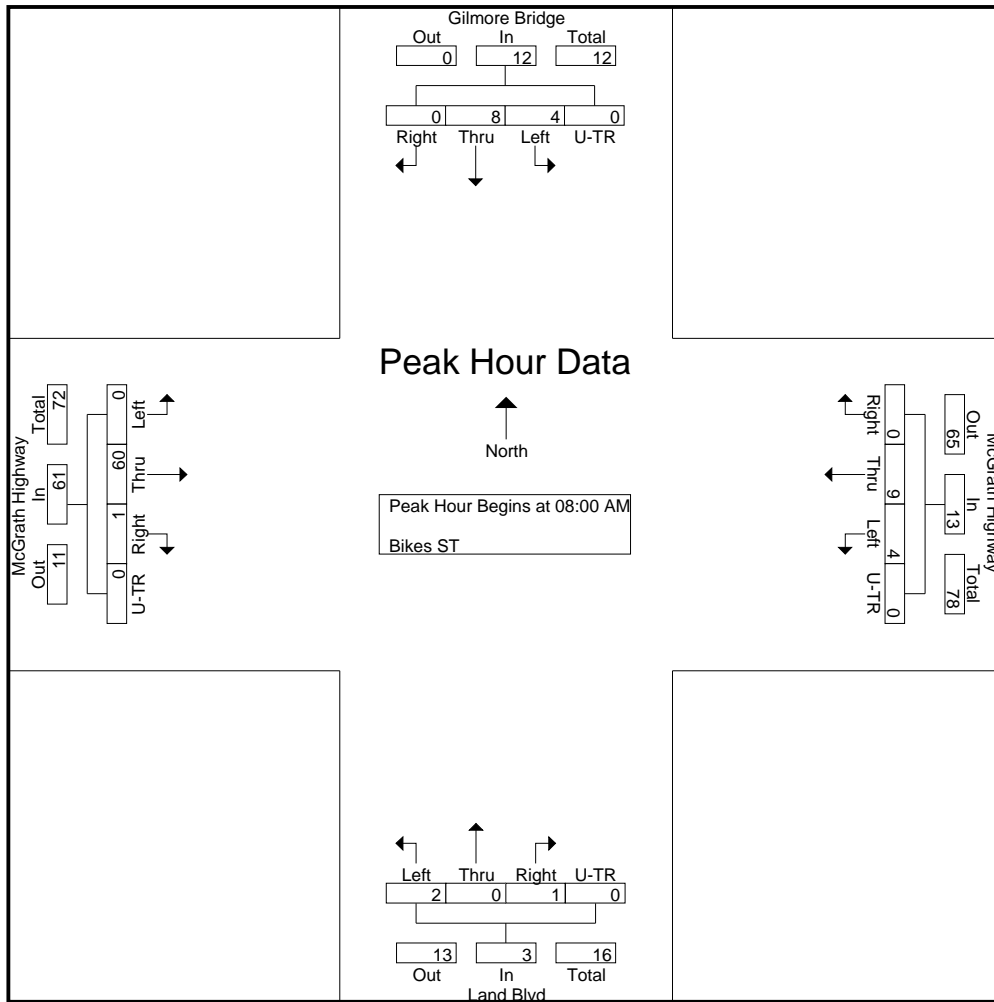 Gilmore Bridge
Out In Total
0 12 12
0 8 4 0
Right Thru Left U-TR
Peak Hour Data
North
Peak Hour Begins at 08:00 AM
Bikes ST
McGrath Highway
Out In Total
11 61 72
0 1 60 0
U-TR Right Thru Left
McGrath Highway
Out In Total
65 13 78
0 9 4 0
Right Thru Left U-TR
Left Thru Right U-TR
2 0 1 0
13 3 16
Out In Total
Land Blvd